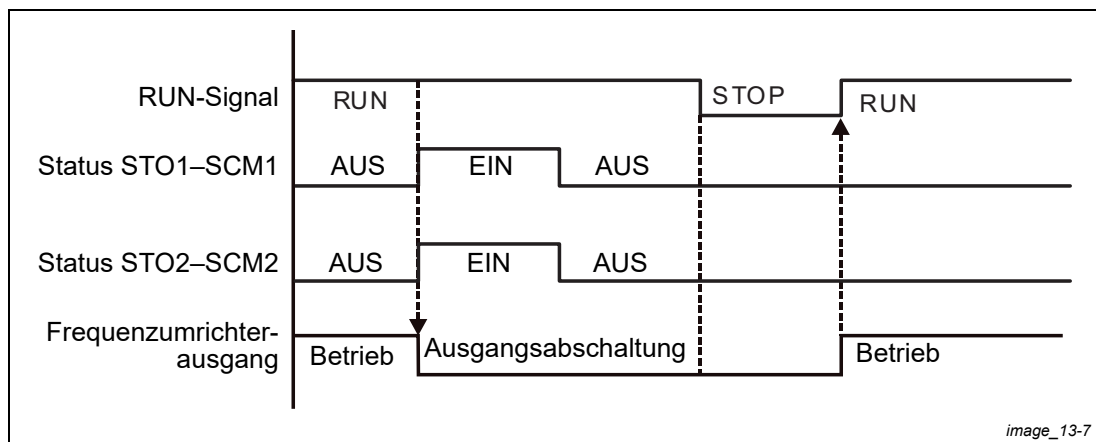 RUN-Signal RUN STOP RUN
Status STO1–SCM1 AUS EIN AUS
Status STO2–SCM2 AUS EIN AUS
Frequenzumrichter-
ausgang Betrieb Ausgangsabschaltung Betrieb
image_13-7